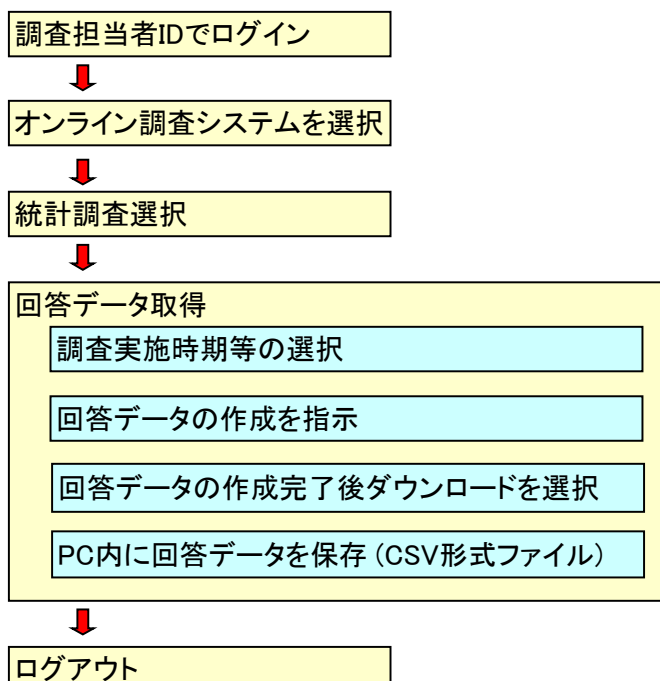 調査担当者IDでログイン
オンライン調査システムを選択
統計調査選択
回答データ取得
調査実施時期等の選択
回答データの作成を指示
回答データの作成完了後ダウンロードを選択
PC内に回答データを保存（CSV形式ファイル）
ログアウト